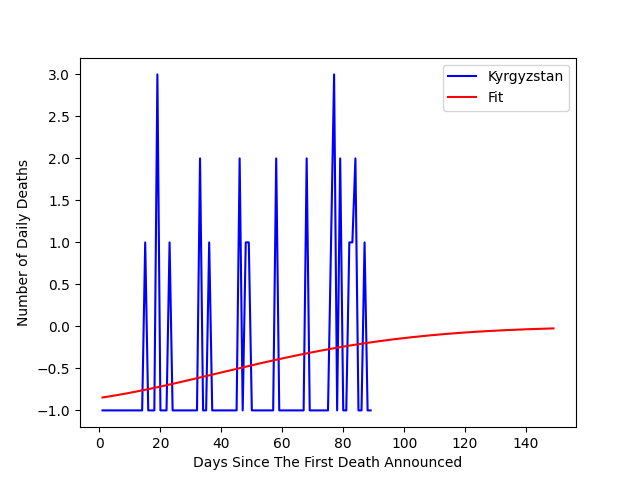 Kyrgyzstan
Fit
3.0
2.5
2.0
1.5
1.0
0.5
0.0
−0.5
−1.0
Number of Daily Deaths
0 20 40 60 80 100 120 140
Days Since The First Death Announced